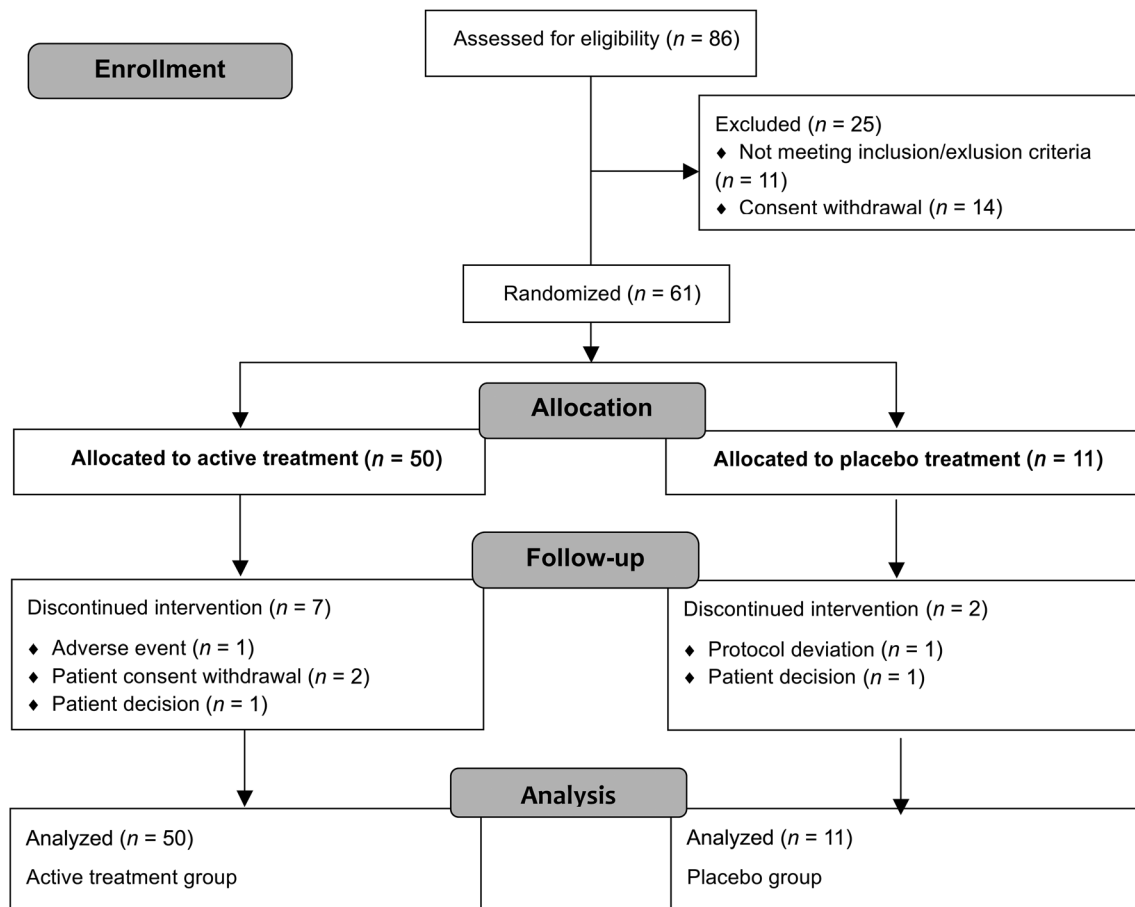 Assessed for eligibility (n = 86)
Enrollment
Excluded (n = 25)
♦ Not meeting inclusion/exlusion criteria
(n = 11)
♦ Consent withdrawal (n = 14)
Randomized (n = 61)
Allocation
Allocated to active treatment (n = 50)
Allocated to placebo treatment (n = 11)
Follow-up
Discontinued intervention (n = 7)
♦ Adverse event (n = 1)
♦ Patient consent withdrawal (n = 2)
♦ Patient decision (n = 1)
Discontinued intervention (n = 2)
♦ Protocol deviation (n = 1)
♦ Patient decision (n = 1)
Analysis
Analyzed (n = 50)
Active treatment group
Analyzed (n = 11)
Placebo group